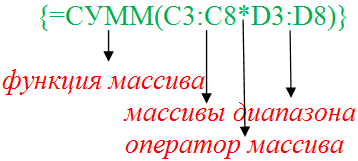 {=СУММ(C3:C8*D3:D8)}
функция массива
массивы диапазона
оператор массива